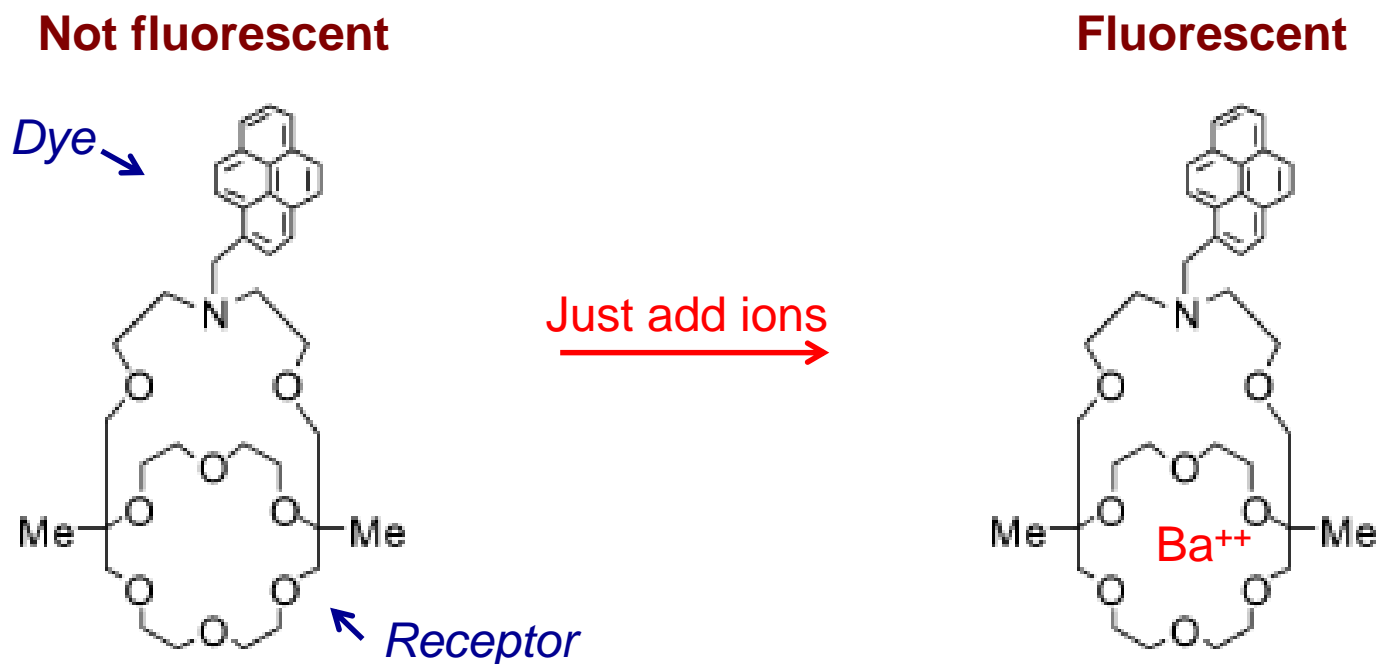 Not fluorescent
Fluorescent
Dye
N
O O
O
O O
Me Me
O O
O
Receptor
Just add ions
N
O O
O
O O
Me Me
Ba++
O O
O